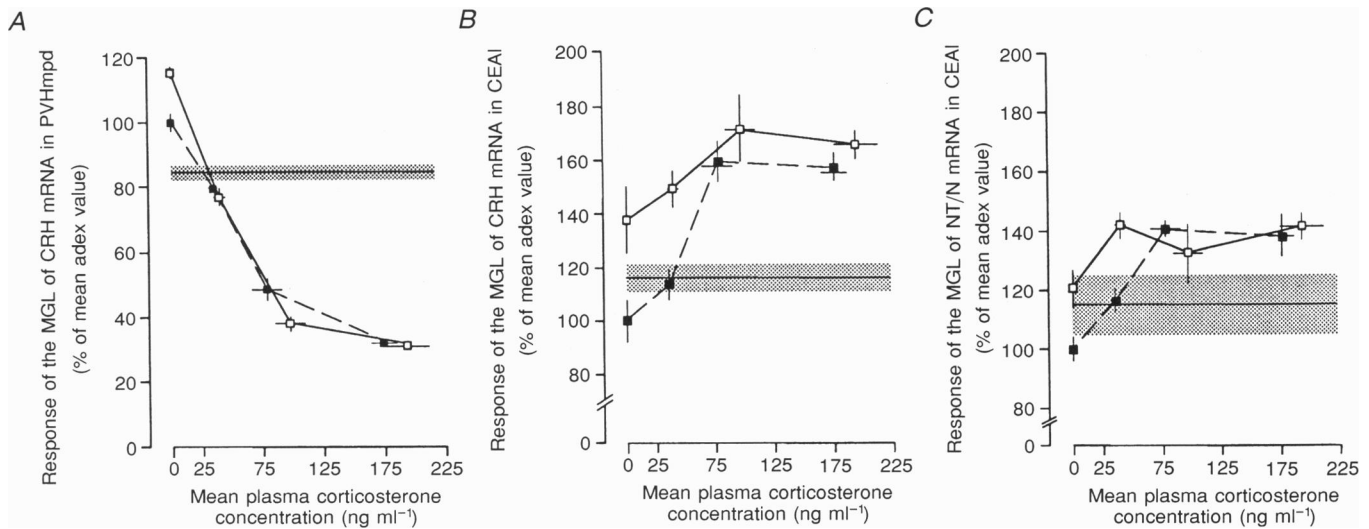 A
Response of the MGL of CRH mRNA in PVHmpd
(% of mean adex value)
120
100
80
60
40
20
0
0 25 75 125 175 225
Mean plasma corticosterone
concentration (ng ml⁻¹)
B
Response of the MGL of CRH mRNA in CEAl
(% of mean adex value)
200
180
160
140
120
100
80
0
0 25 75 125 175 225
Mean plasma corticosterone
concentration (ng ml⁻¹)
C
Response of the MGL of NT/N mRNA in CEAl
(% of mean adex value)
200
180
160
140
120
100
80
0
0 25 75 125 175 225
Mean plasma corticosterone
concentration (ng ml⁻¹)